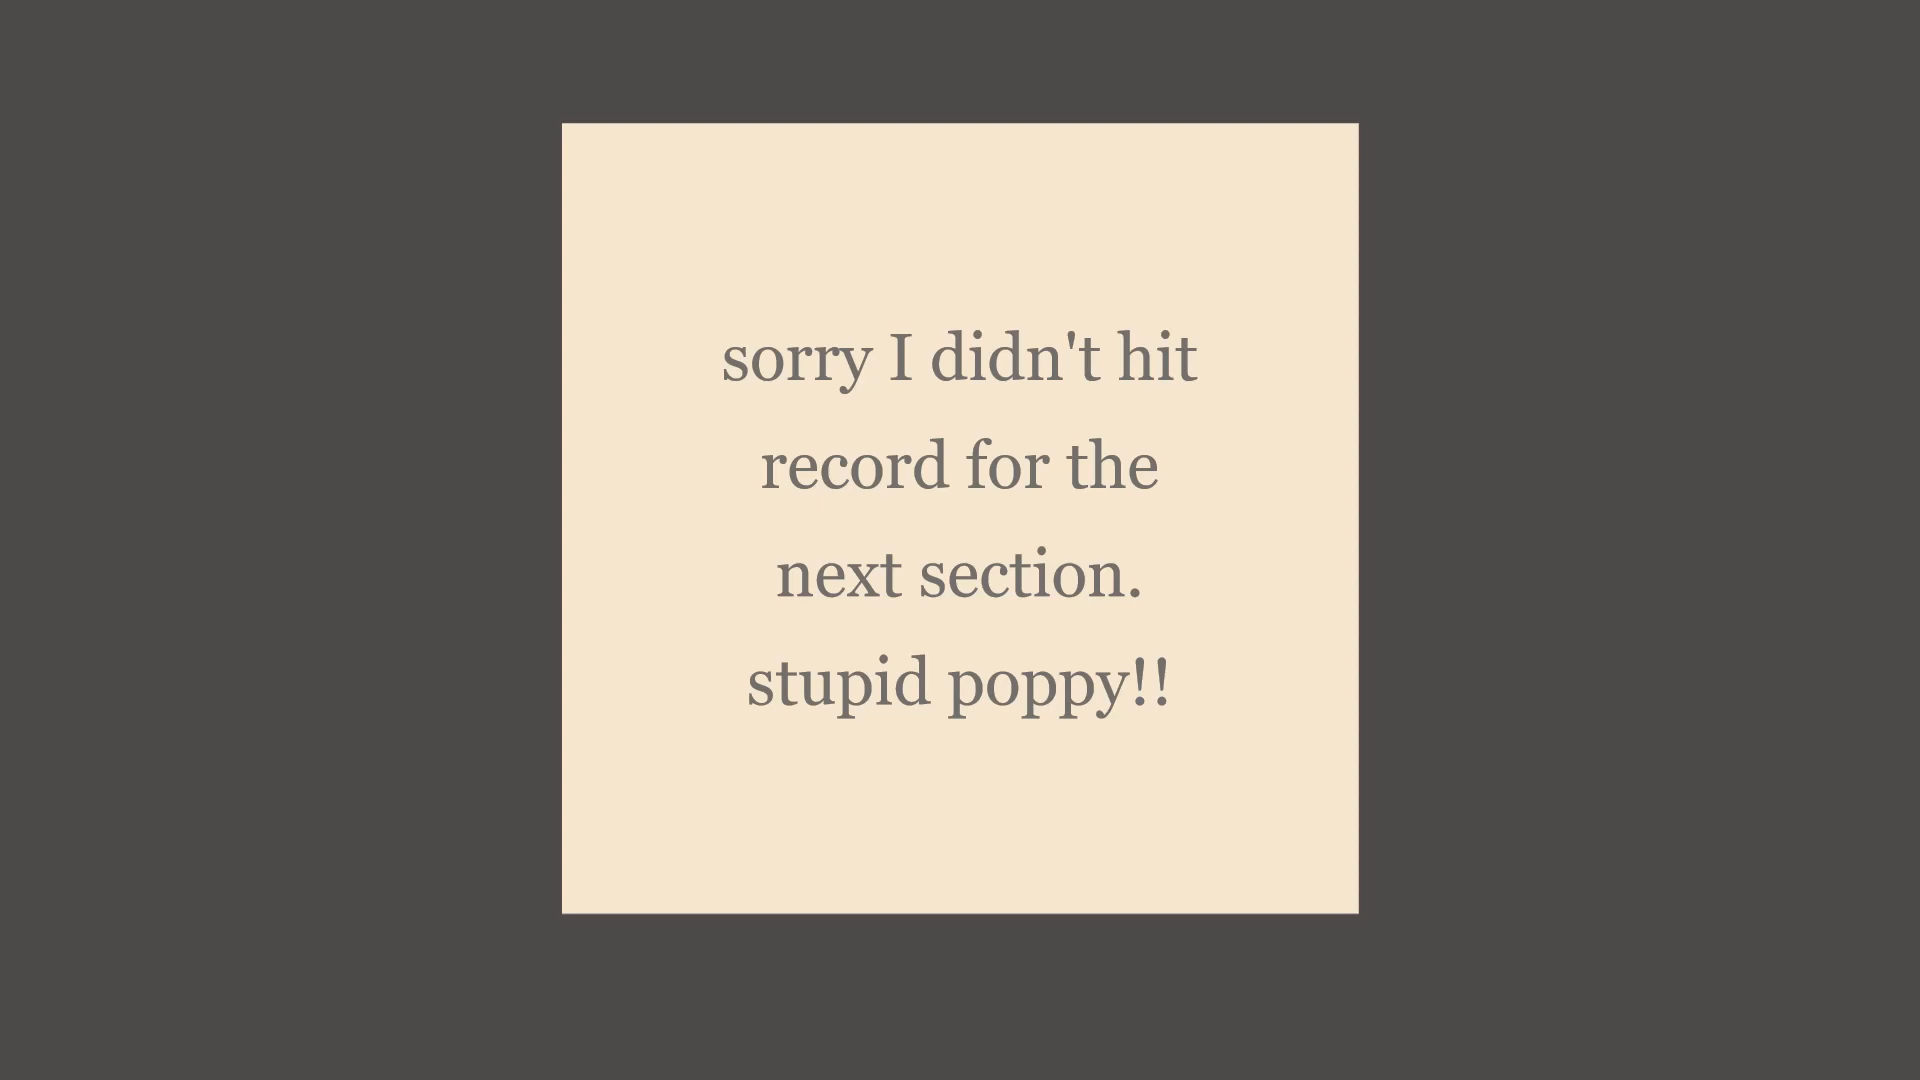 sorry I didn't hit
record for the
next section.
stupid poppy!!